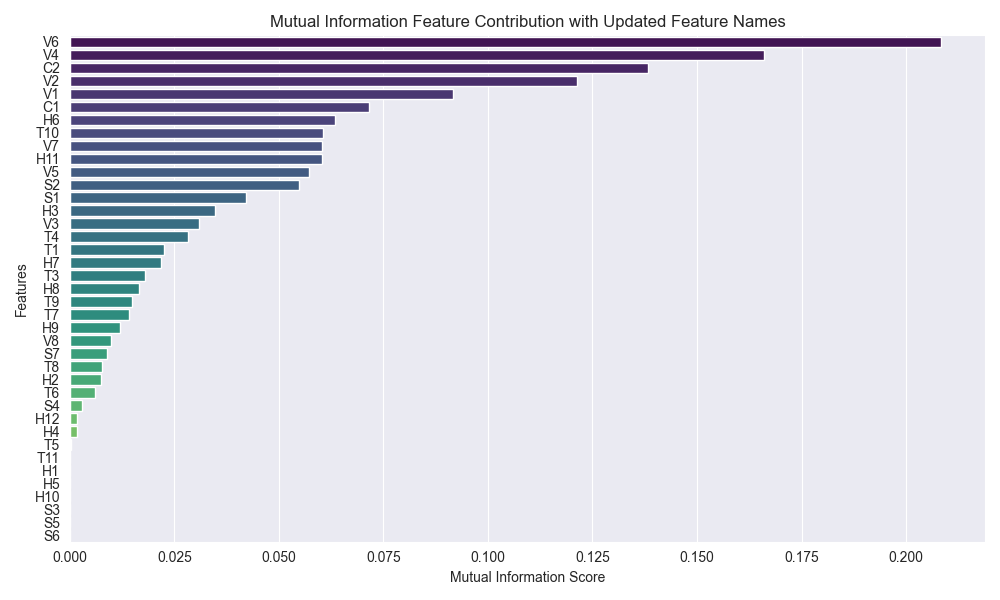 Mutual Information Feature Contribution with Updated Feature Names
V6
V4
C2
V2
V1
C1
H6
T10
V7
H11
V5
S2
S1
H3
V3
T4
T1
H7
T3
H8
T9
T7
H9
V8
S7
T8
H2
T6
S4
H12
H4
T5
T11
H1
H5
H10
S3
S5
S6
Features
0.000 0.025 0.050 0.075 0.100 0.125 0.150 0.175 0.200
Mutual Information Score